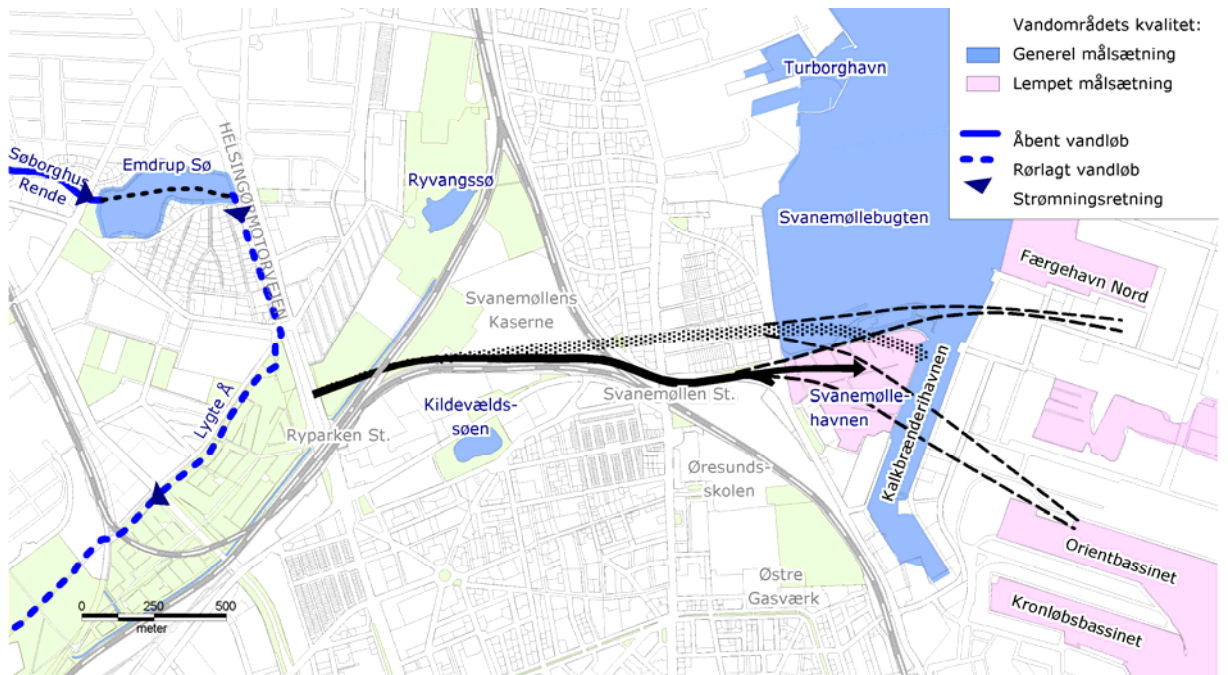 Vandområdets kvalitet:
Generel målsætning
Lempet målsætning
Åbent vandløb
Rørlagt vandløb
Strømningsretning
Turborghavn
Søborghus
Rende
Emdrup Sø
HELSINGØRMOTORVEJEN
Ryvangssø
Svanemøllebugten
Færgehavn Nord
Svanemøllens
Kaserne
Lygte Å
Ryparken St.
Kildevælds-
søen
Svanemøllen St.
Svanemølle-
havnen
Kalkbrænderihavnen
Øresunds-
skolen
Østre
Gasværk
Orientbassinet
Kronløbsbassinet
0 250 500
meter